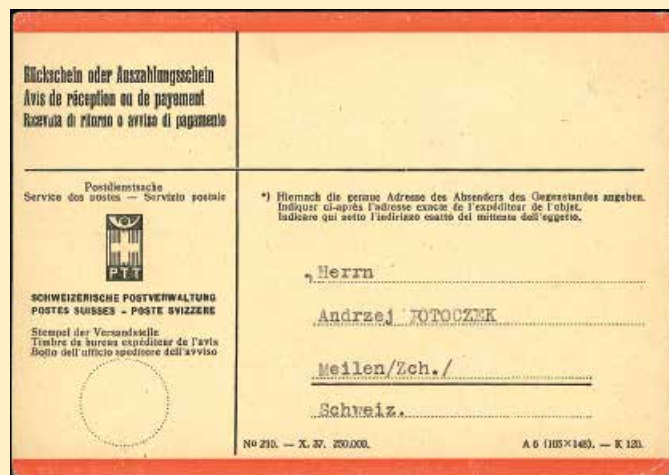 Rückschein oder Auszahlungsschein
Avis de réception ou de payement
Ricevuta di ritorno o avviso di pagamento
Postdienstsache
Service des postes — Servizio postale
PTT
SCHWEIZERISCHE POSTVERWALTUNG
POSTES SUISSES - POSTE SVIZZERE
Stempel der Versandstelle
Timbre du bureau expéditeur de l'avis
Bollo dell'ufficio speditore dell'avviso
*) Hiernach die genaue Adresse des Absenders des Gegenstandes angeben.
Indiquer ci-après l'adresse exacte de l'expéditeur de l'objet.
Indicare qui sotto l'indirizzo esatto del mittente dell'oggetto.
Herrn
Andrzej POTOCZEK
Meilen/Zch./
Schweiz.
No 210. — X. 37. 250,000.
A 6 (105×148). — K 120.